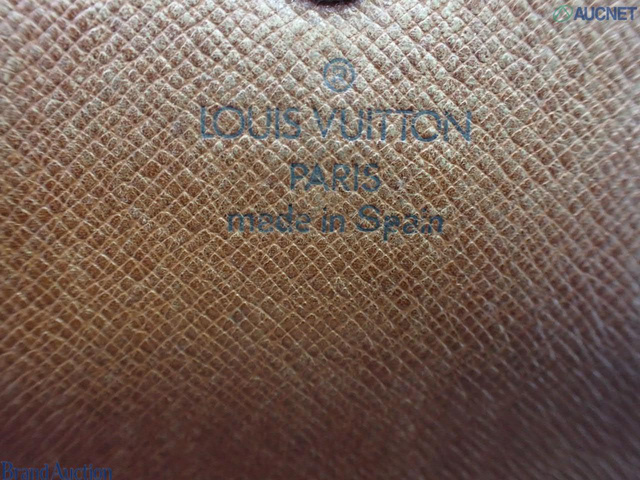 AUCNET
®
LOUIS VUITTON
PARIS
made in Spain
Brand Auction